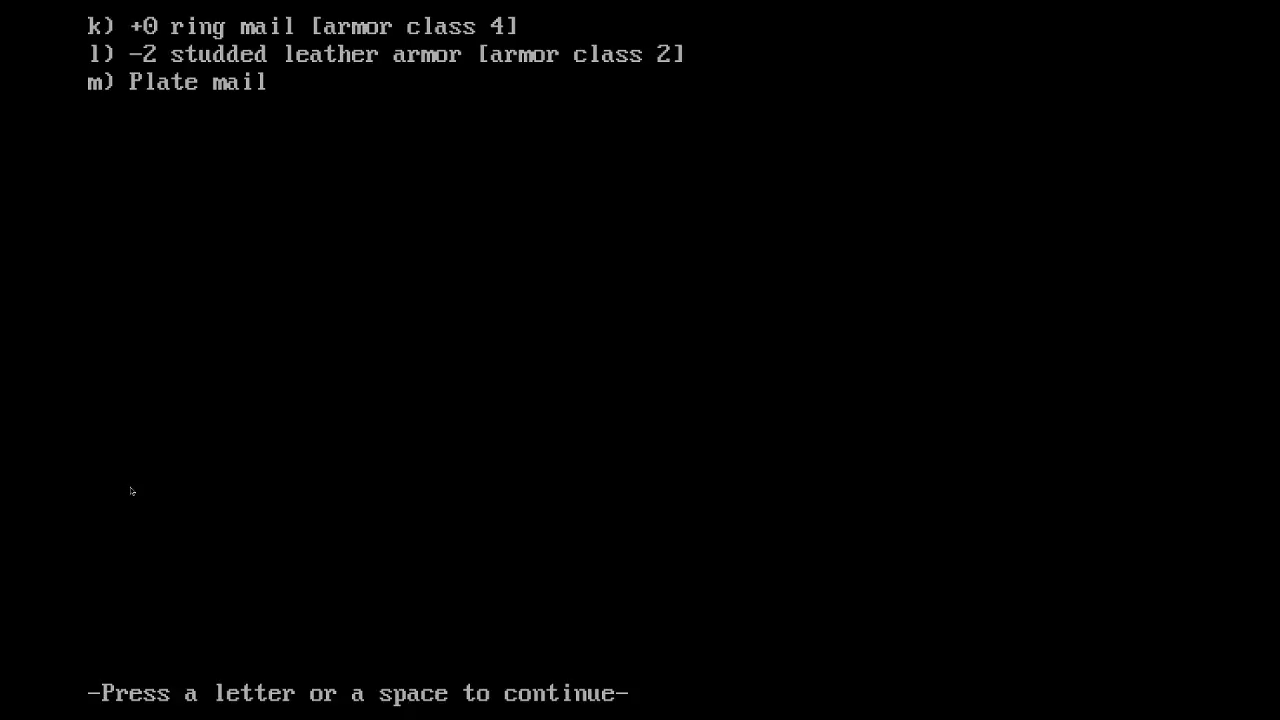 k) +0 ring mail [armor class 4]
l) -2 studded leather armor [armor class 2]
m) Plate mail
-Press a letter or a space to continue-